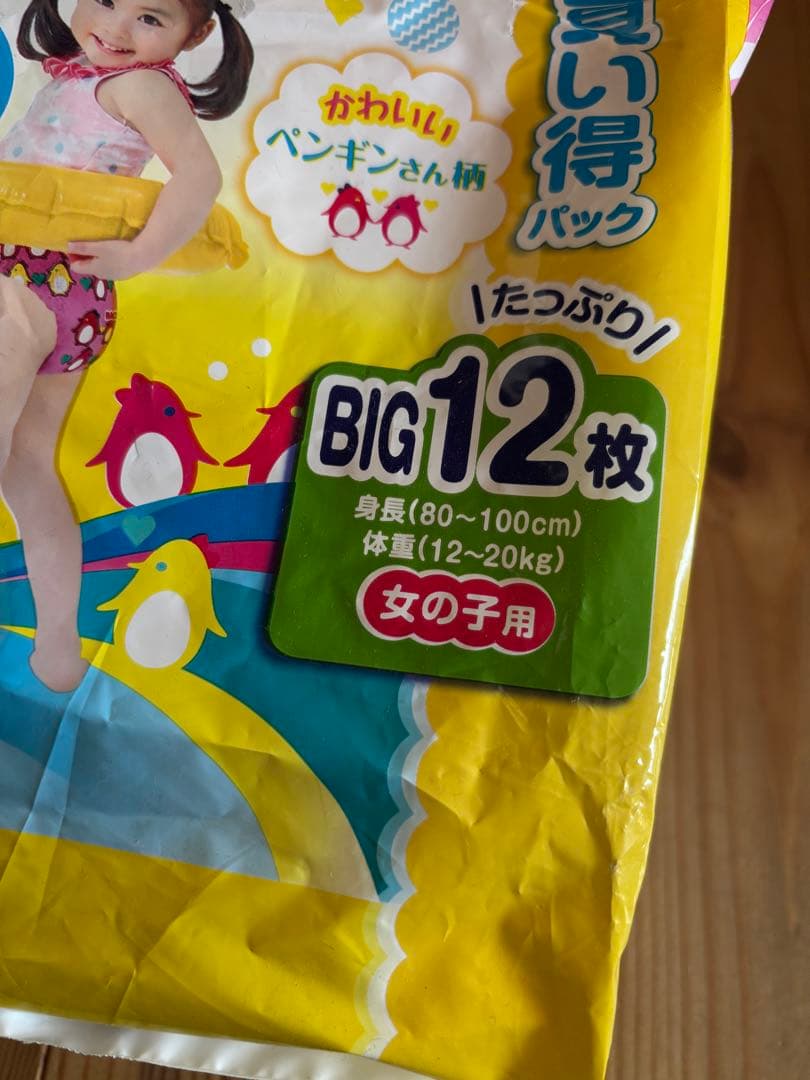 かわいい
ペンギンさん柄
買い得
パック
\たっぷり/
BIG12枚
身長(80〜100cm)
体重(12〜20kg)
女の子用